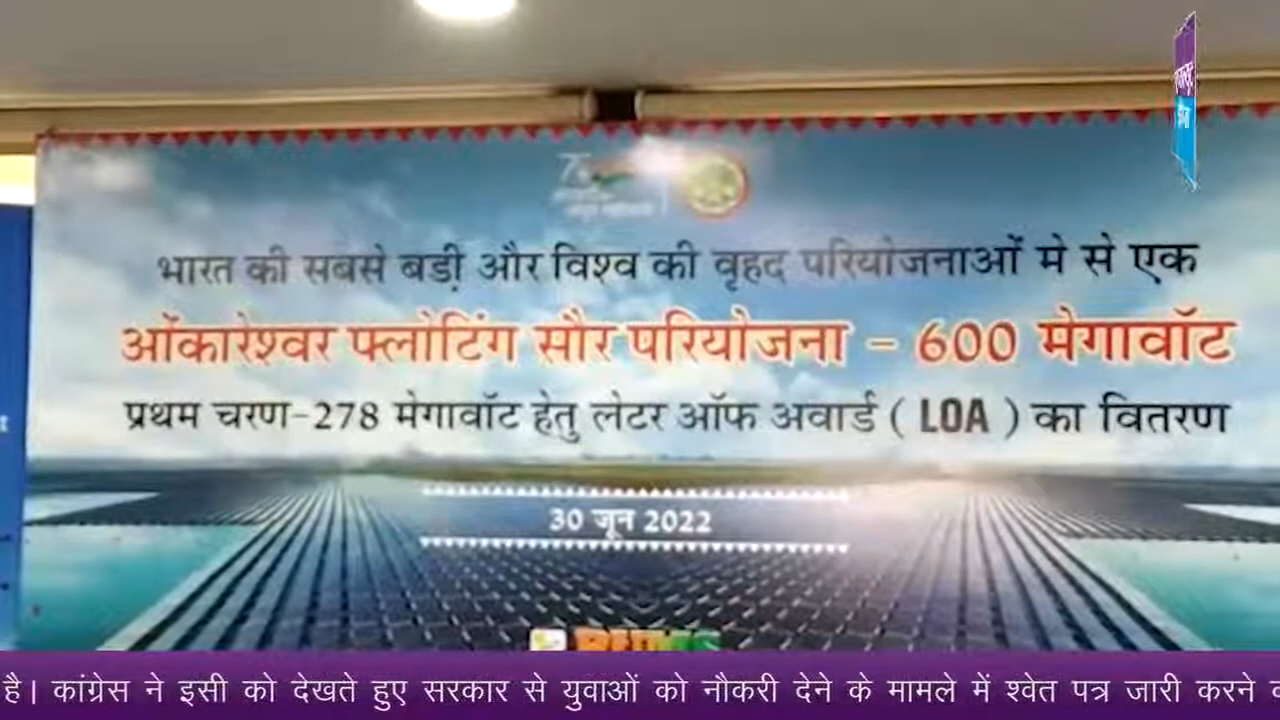 भारत की सबसे बडी़ और विश्व की वृहद परियोजनाओं मे से एक
ओंकारेश्वर फ्लोटिंग सौर परियोजना - 600 मेगावॉट
प्रथम चरण-278 मेगावॉट हेतु लेटर ऑफ अवार्ड ( LOA ) का वितरण
30 जून 2022
है। कांग्रेस ने इसी को देखते हुए सरकार से युवाओं को नौकरी देने के मामले में श्वेत पत्र जारी करने